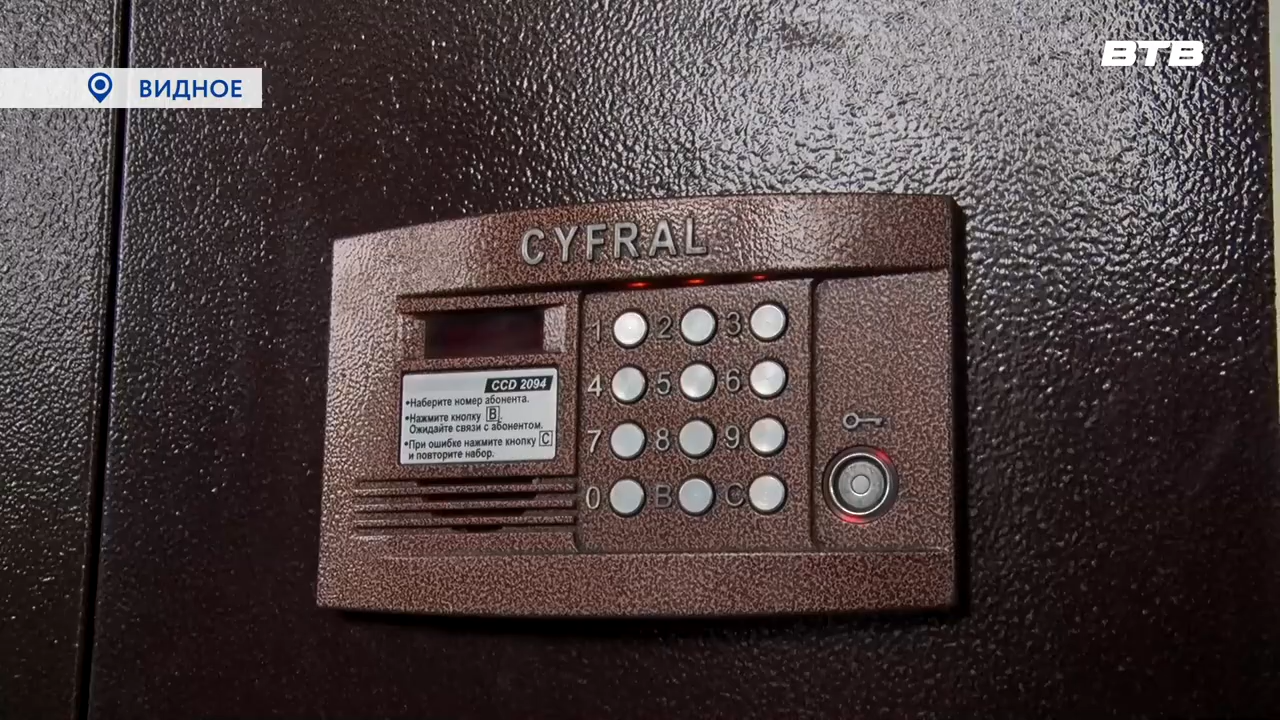 ВТВ
ВИДНОЕ
CYFRAL
1 2 3
4 5 6
7 8 9
0 B C
CCD 2094
•Наберите номер абонента.
•Нажмите кнопку B.
Ожидайте связи с абонентом.
•При ошибке нажмите кнопку C
и повторите набор.